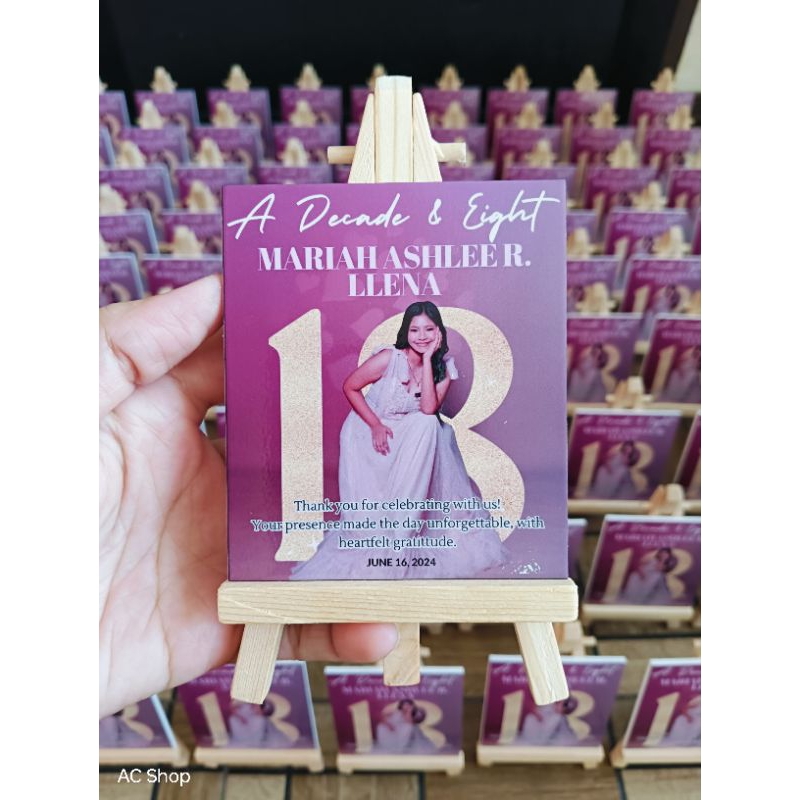 A Decade & Eight
MARIAH ASHLEE R.
LLENA
18
Thank you for celebrating with us!
Your presence made the day unforgettable, with
heartfelt gratittude.
JUNE 16, 2024
AC Shop